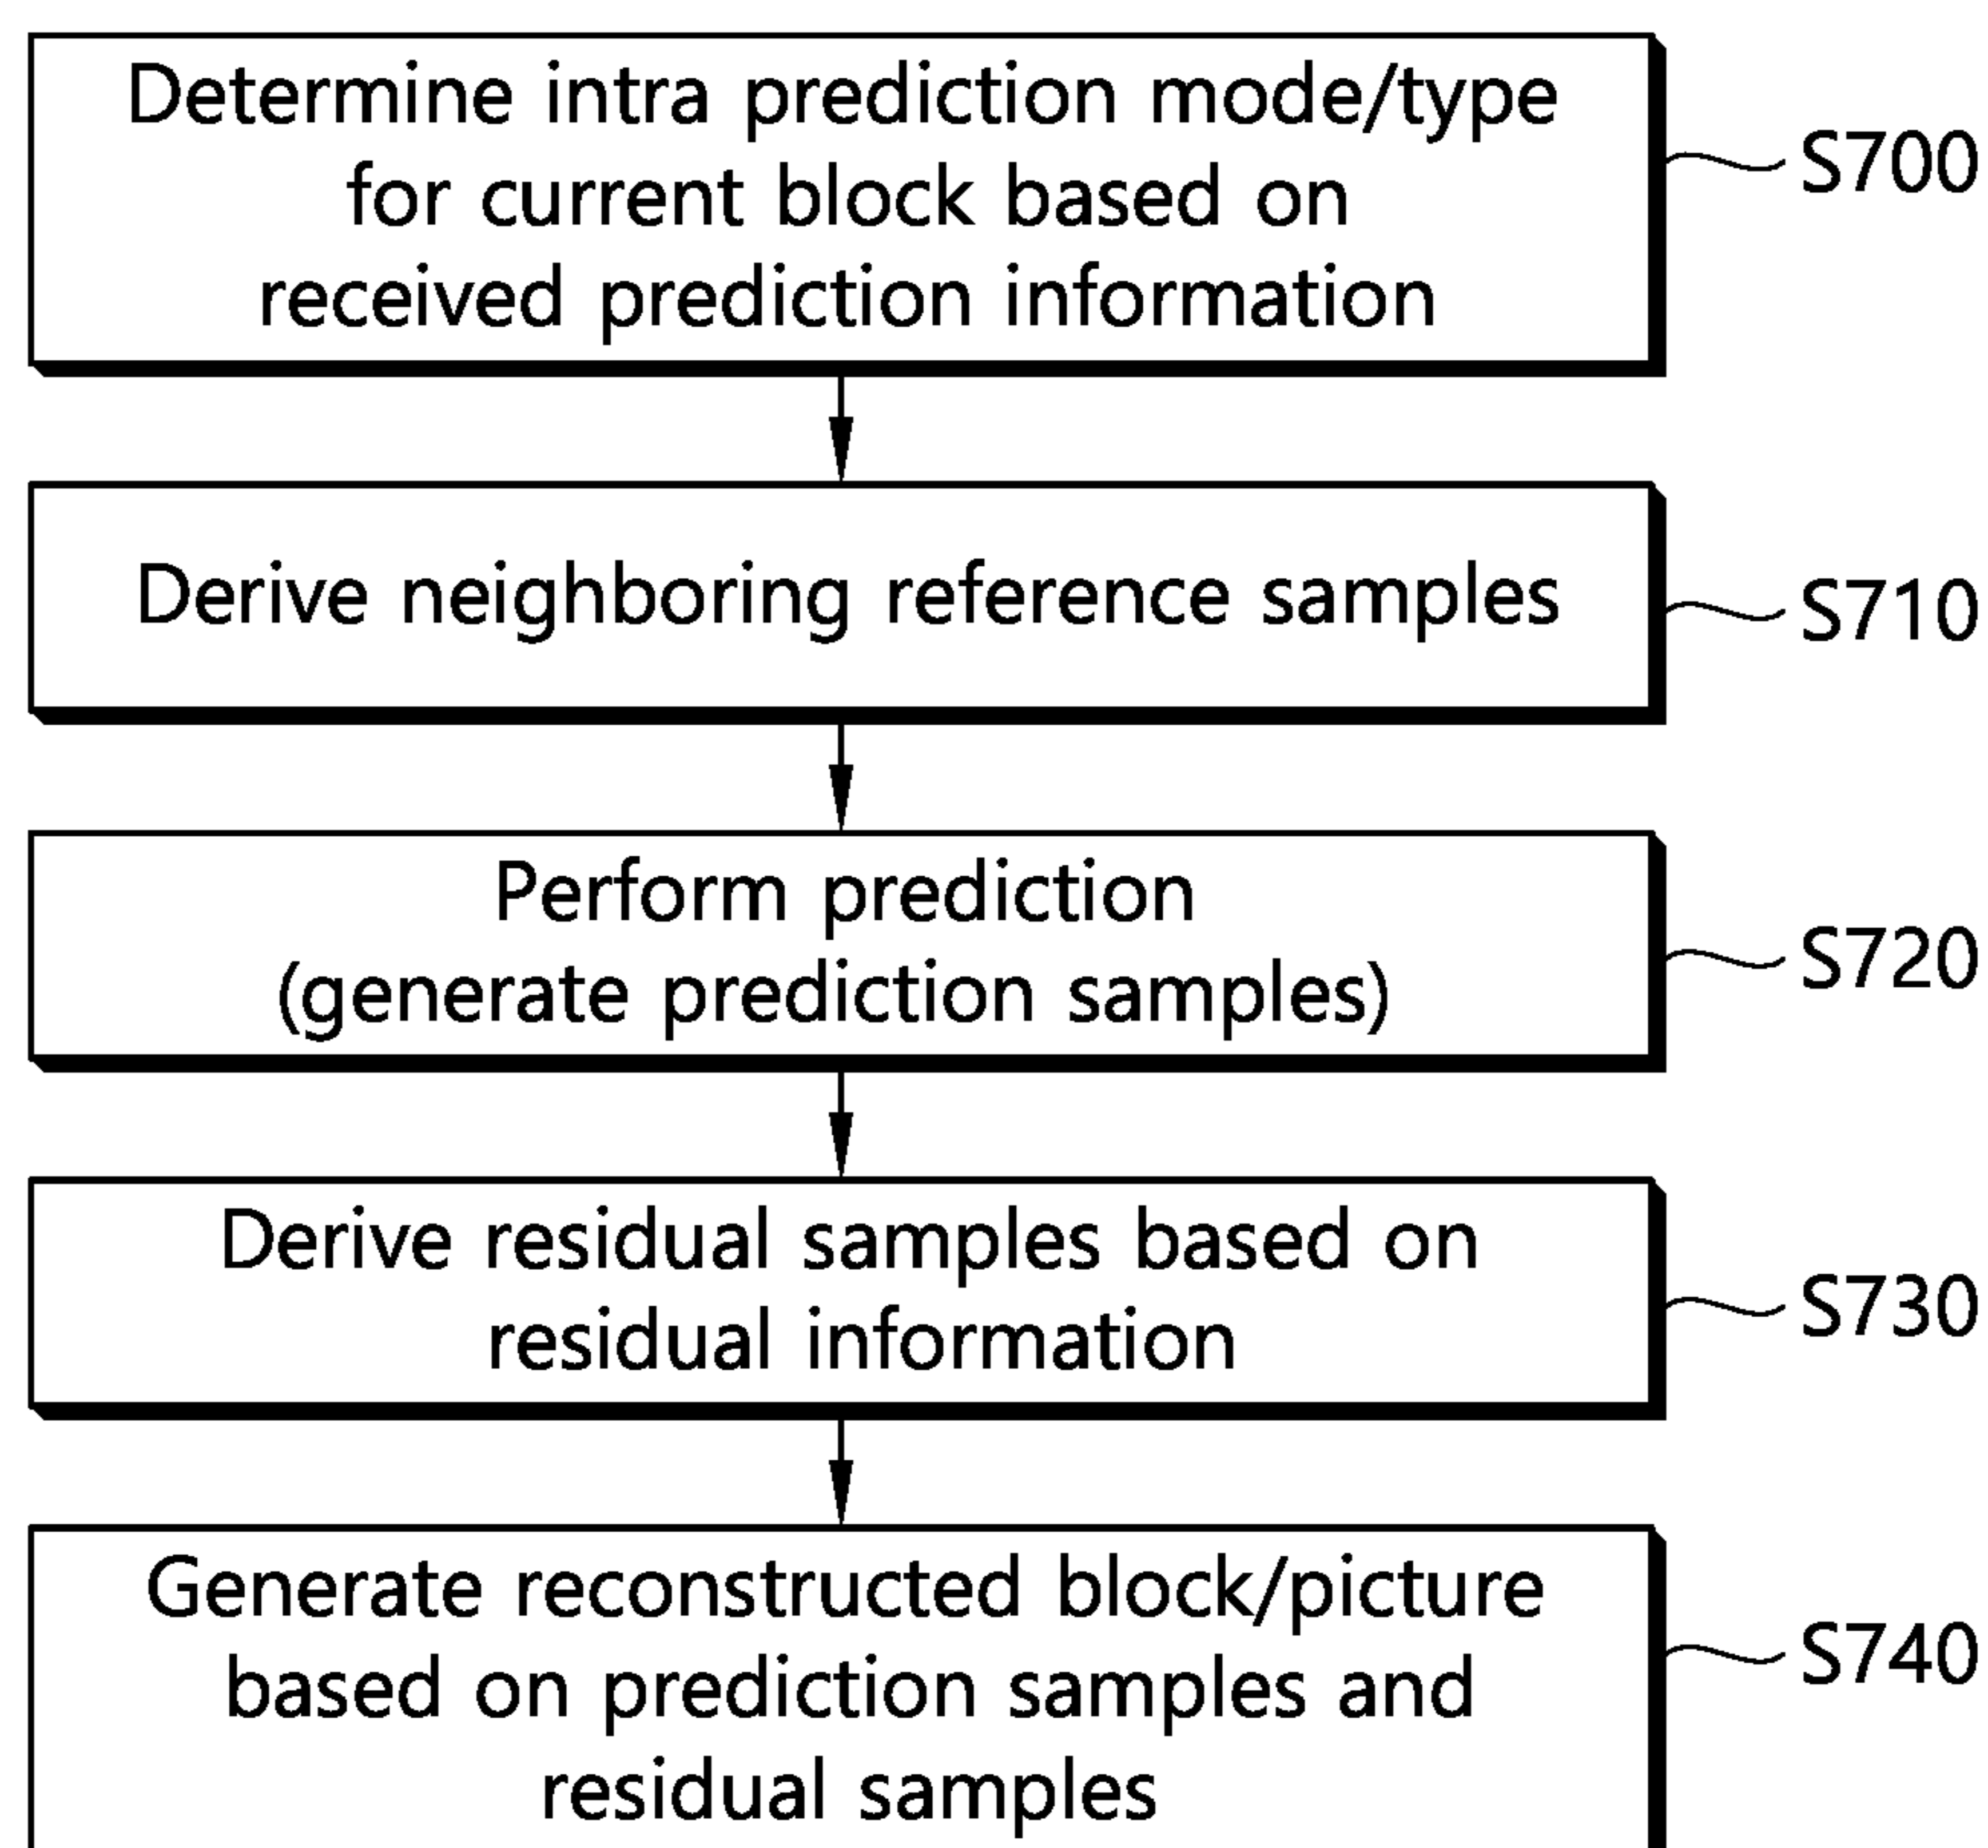 Determine intra prediction mode/type
for current block based on
received prediction information
S700
Derive neighboring reference samples
S710
Perform prediction
(generate prediction samples)
S720
Derive residual samples based on
residual information
S730
Generate reconstructed block/picture
based on prediction samples and
residual samples
S740